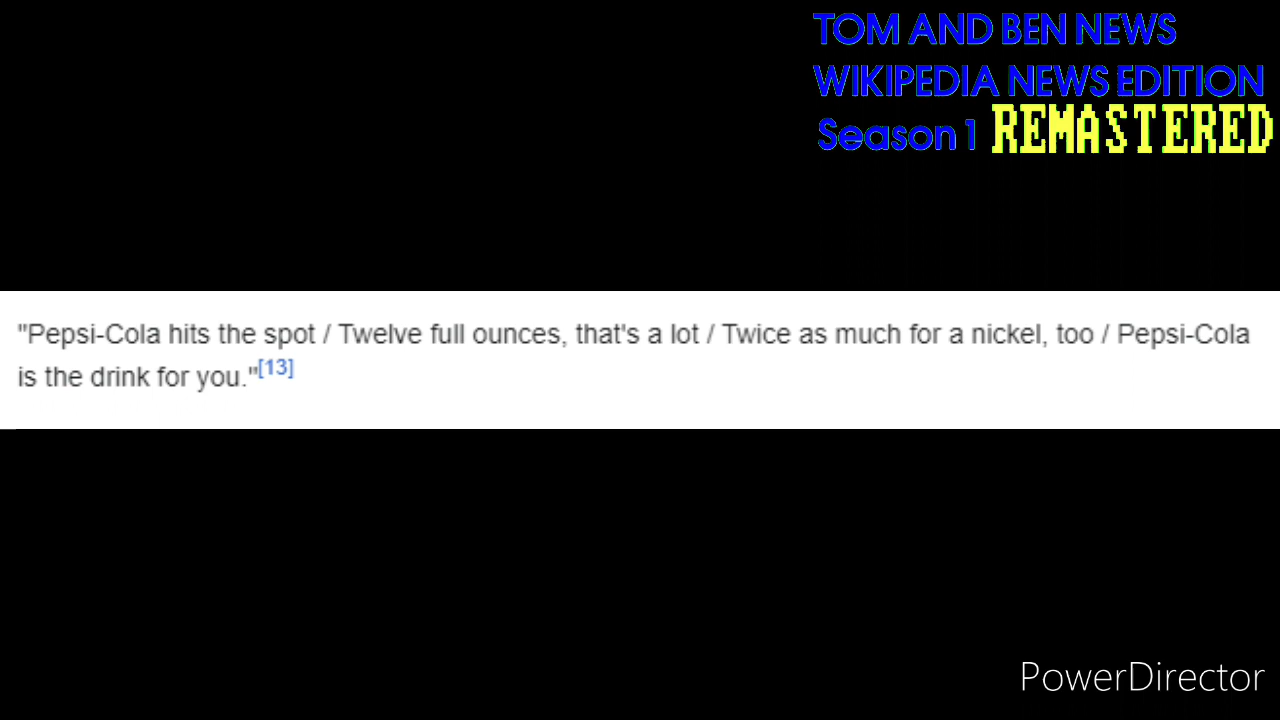 TOM AND BEN NEWS
WIKIPEDIA NEWS EDITION
Season 1 REMASTERED
"Pepsi-Cola hits the spot / Twelve full ounces, that's a lot / Twice as much for a nickel, too / Pepsi-Cola
is the drink for you."[13]
PowerDirector